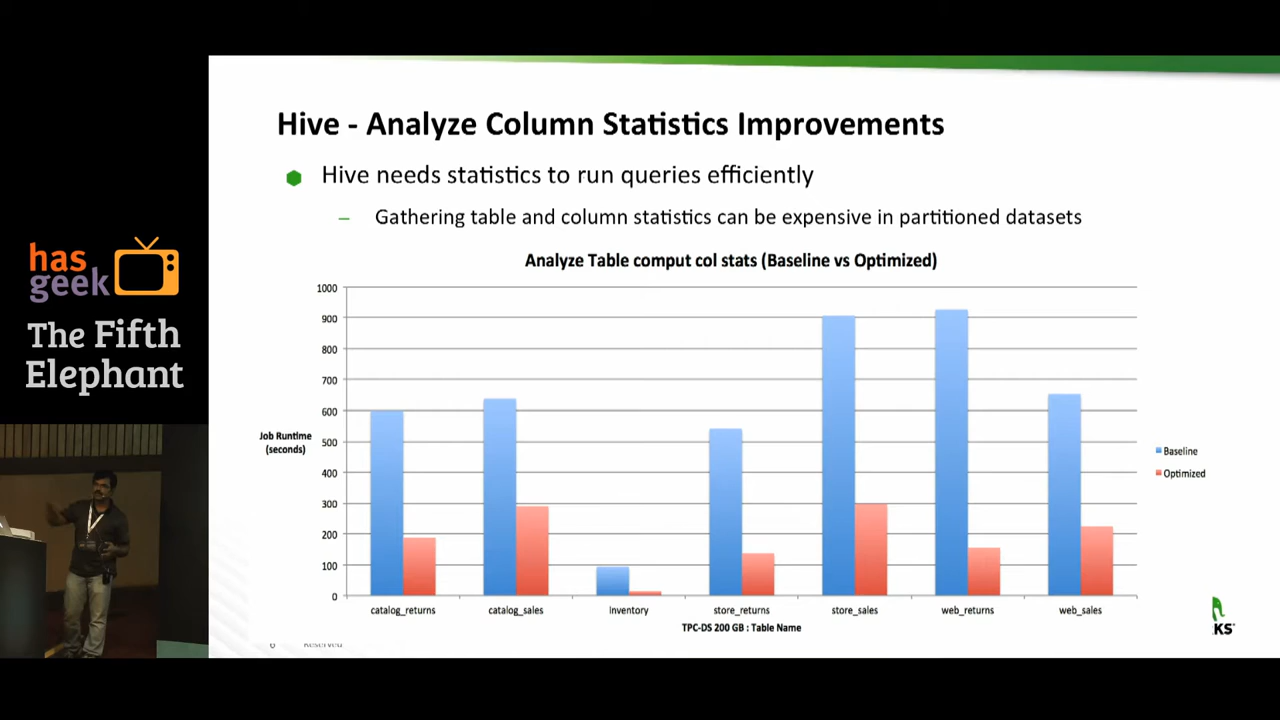 Hive - Analyze Column Statistics Improvements
Hive needs statistics to run queries efficiently
– Gathering table and column statistics can be expensive in partitioned datasets
has
geek
The Fifth
Elephant
Analyze Table comput col stats (Baseline vs Optimized)
1000
900
800
700
600
500
400
300
200
100
0
Job Runtime
(seconds)
Baseline
Optimized
catalog_returns catalog_sales inventory store_returns store_sales web_returns web_sales
TPC-DS 200 GB : Table Name
KS